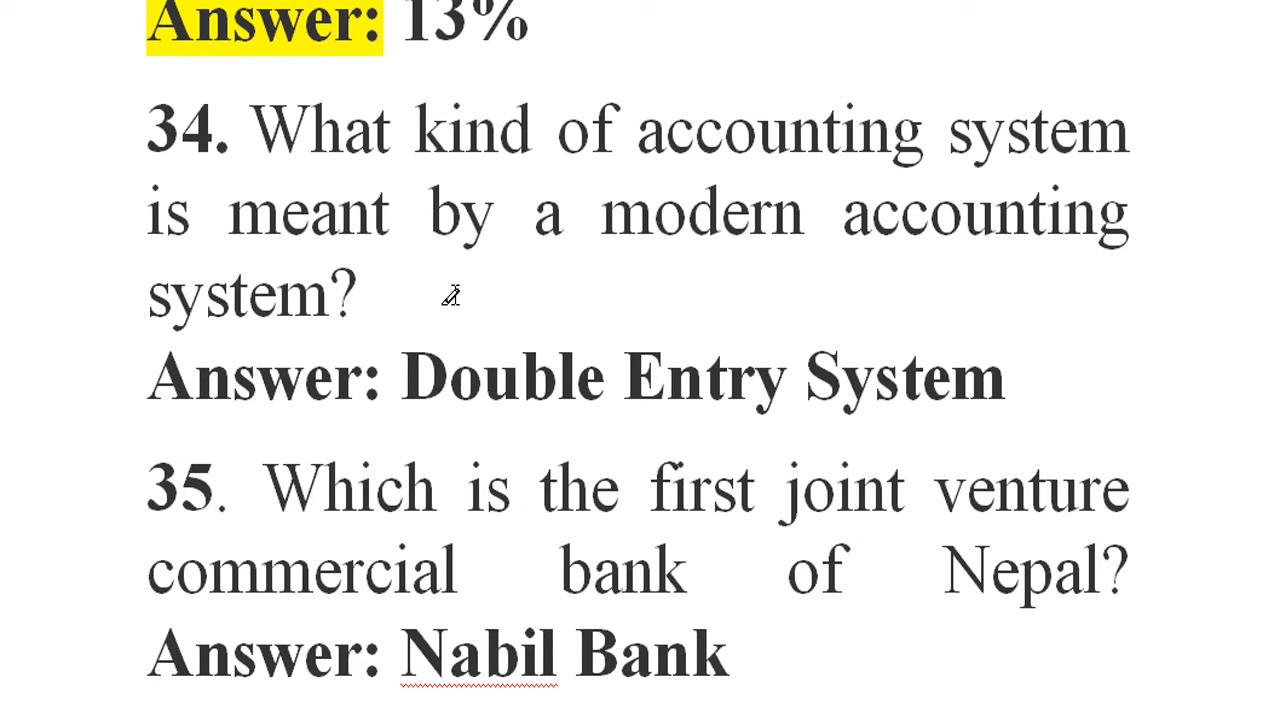 Answer: 13%
34. What kind of accounting system
is meant by a modern accounting
system?
Answer: Double Entry System
35. Which is the first joint venture
commercial bank of Nepal?
Answer: Nabil Bank